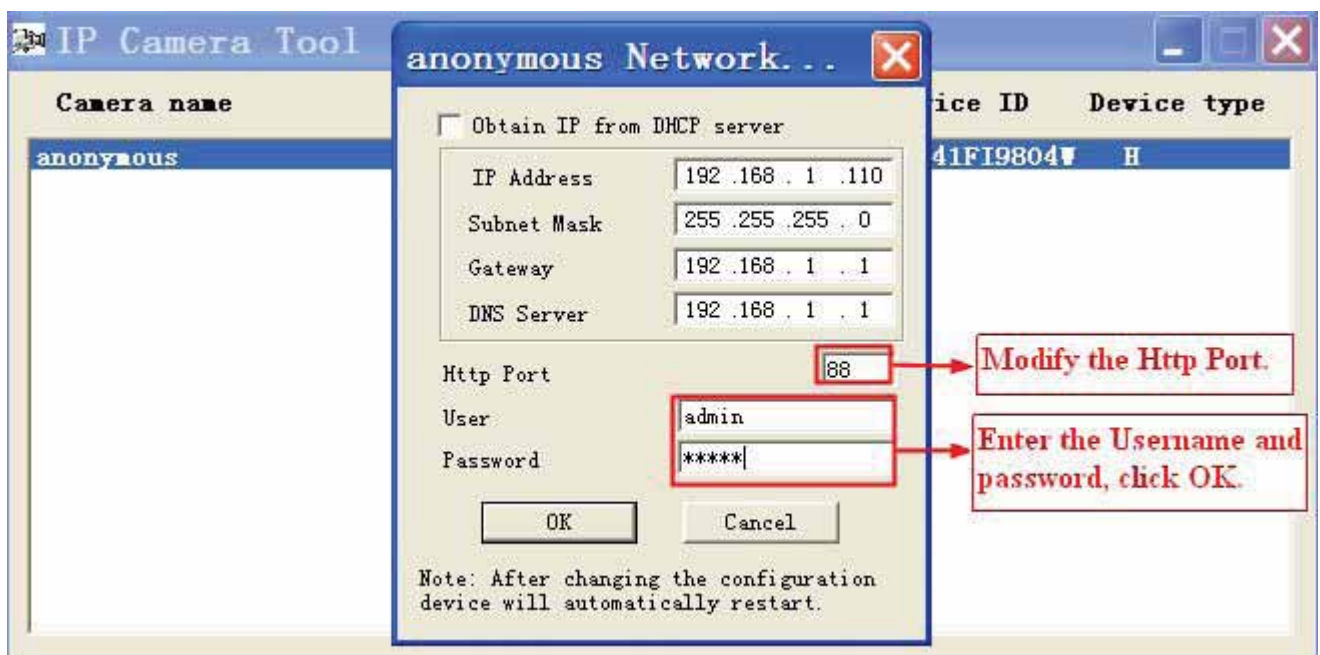 IP Camera Tool
anonymous Network...
Camera name
ice ID
Device type
anonymous
41FI9804W
H
Obtain IP from DHCP server
IP Address
192 .168 . 1 .110
Subnet Mask
255 .255 .255 . 0
Gateway
192 .168 . 1 . 1
DNS Server
192 .168 . 1 . 1
Http Port
88
Modify the Http Port.
User
admin
Password
*****
Enter the Username and
password, click OK.
OK
Cancel
Note: After changing the configuration
device will automatically restart.